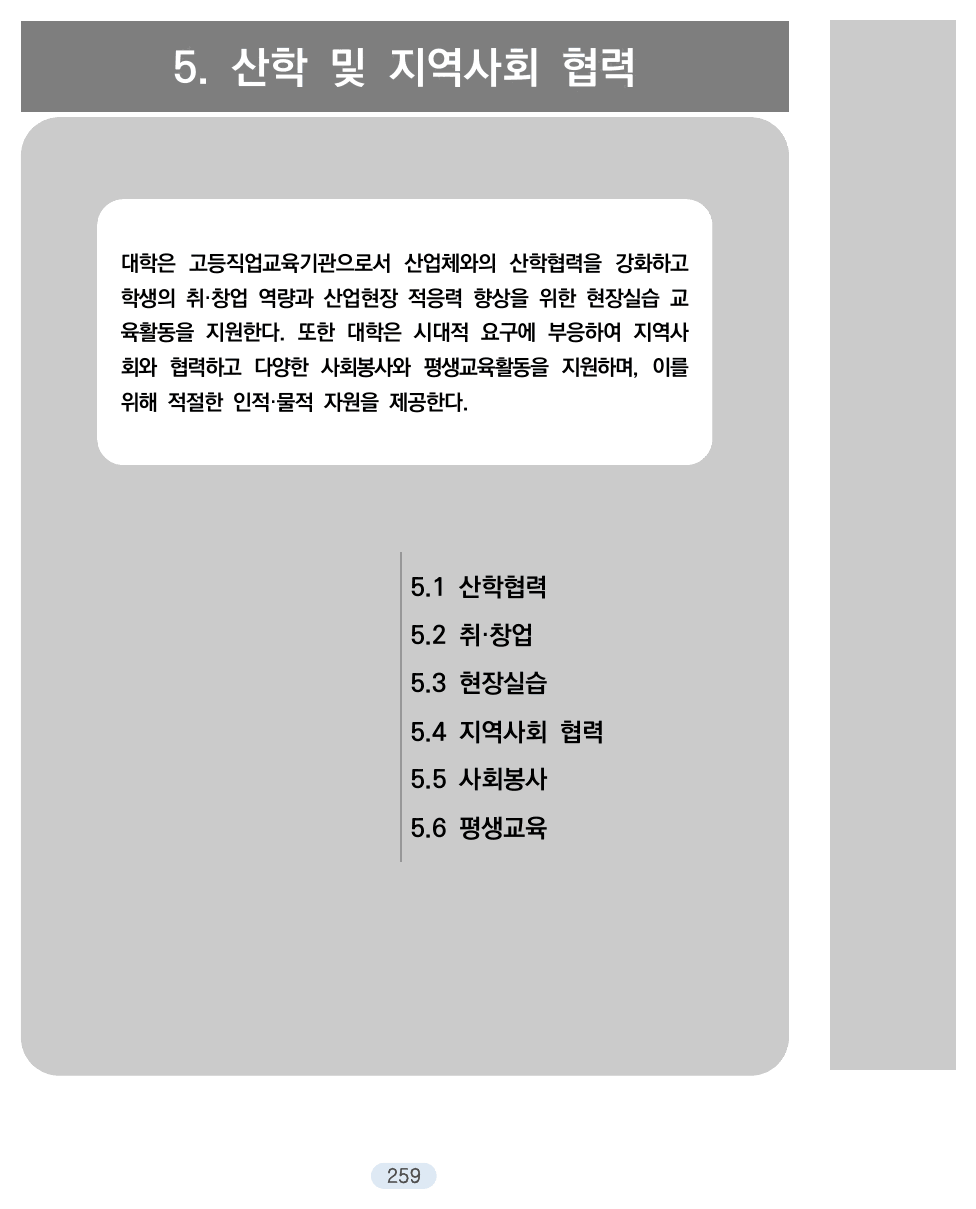 5. 산학 및 지역사회 협력
대학은 고등직업교육기관으로서 산업체와의 산학협력을 강화하고
학생의 취·창업 역량과 산업현장 적응력 향상을 위한 현장실습 교
육활동을 지원한다. 또한 대학은 시대적 요구에 부응하여 지역사
회와 협력하고 다양한 사회봉사와 평생교육활동을 지원하며, 이를
위해 적절한 인적·물적 자원을 제공한다.
5.1 산학협력
5.2 취·창업
5.3 현장실습
5.4 지역사회 협력
5.5 사회봉사
5.6 평생교육
259